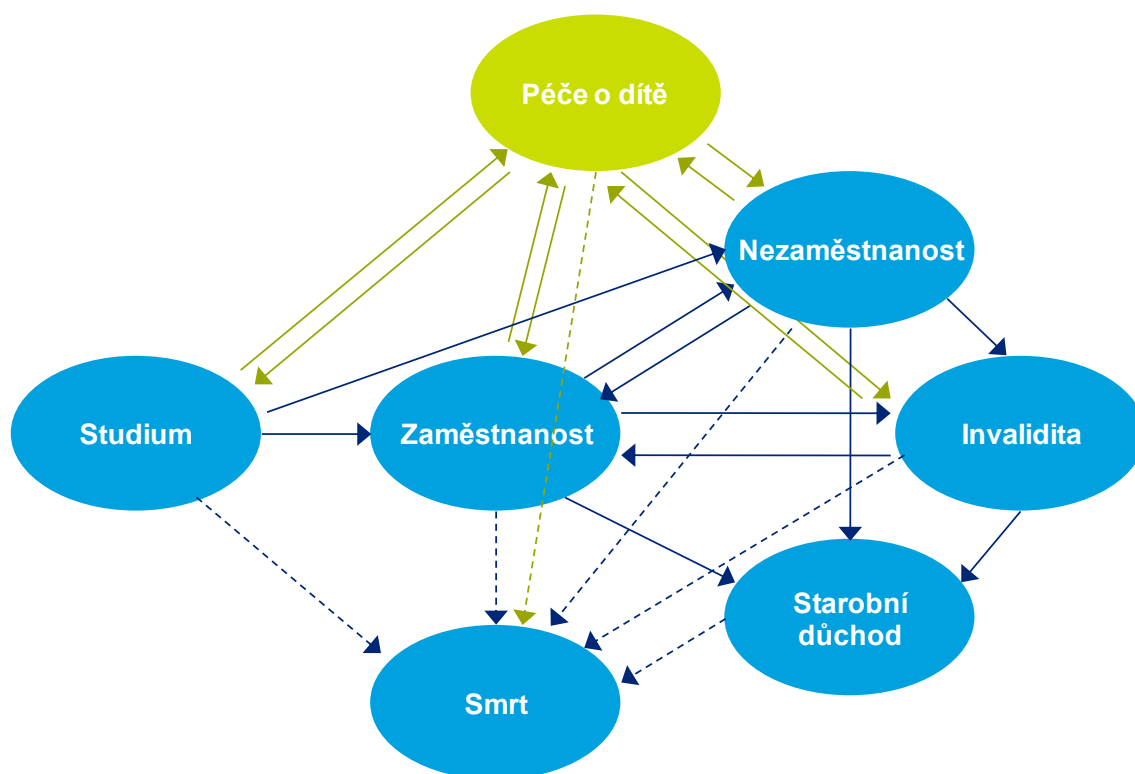 Péče o dítě
Nezaměstnanost
Studium
Zaměstnanost
Invalidita
Starobní
důchod
Smrt